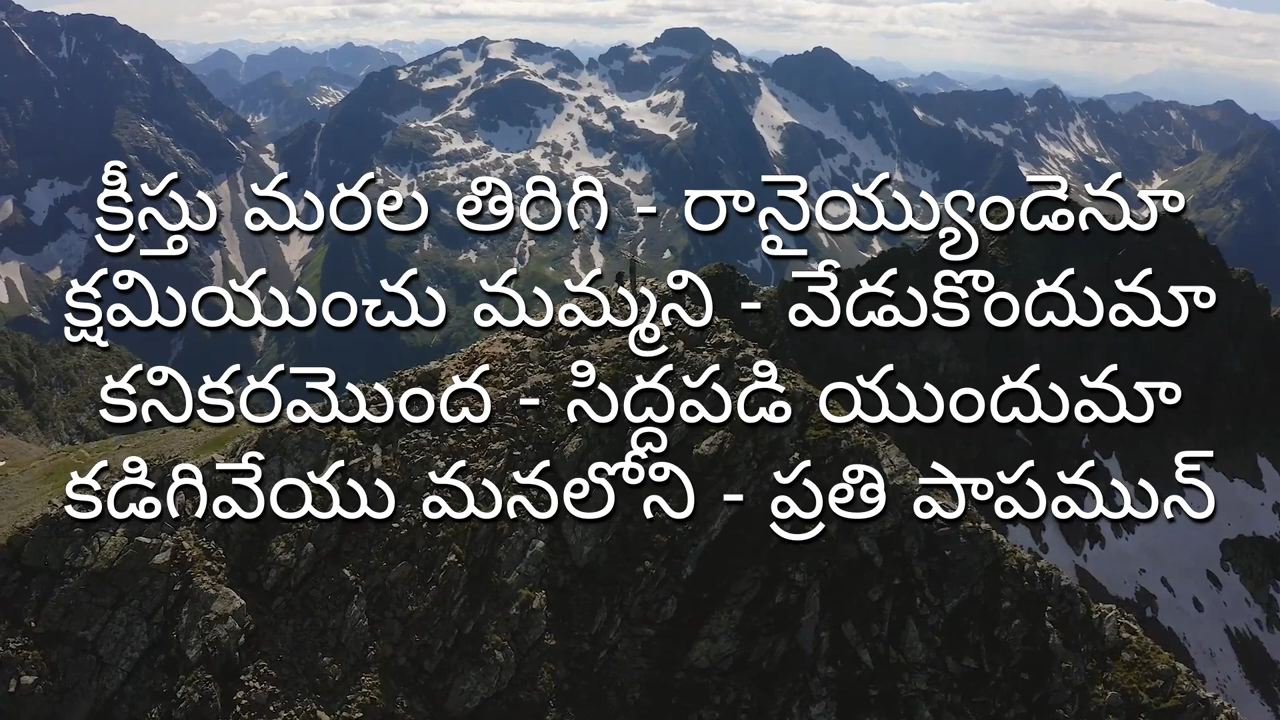 క్రీస్తు మరల తిరిగి - రానైయ్యుండెనూ
క్షమియుంచు మమ్మని - వేడుకొందుమా
కనికరమొంద - సిద్ధపడి యుందుమా
కడిగివేయు మనలోని - ప్రతి పాపమున్